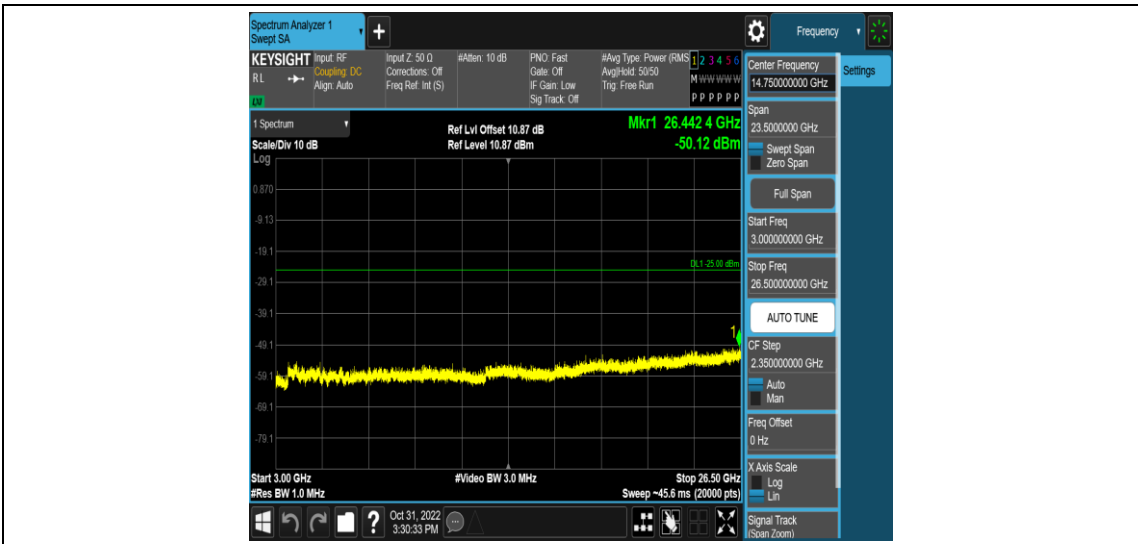 Spectrum Analyzer 1
Swept SA
+
Frequency
KEYSIGHT
RL
LXI
Input: RF
Coupling: DC
Align: Auto
Input Z: 50 Ω
Corrections: Off
Freq Ref: Int (S)
#Atten: 10 dB
PNO: Fast
Gate: Off
IF Gain: Low
Sig Track: Off
#Avg Type: Power (RMS
Avg|Hold: 50/50
Trig: Free Run
1 2 3 4 5 6
M W W W W W
P P P P P P
Center Frequency
14.750000000 GHz
Settings
1 Spectrum
Scale/Div 10 dB
Ref Lvl Offset 10.87 dB
Ref Level 10.87 dBm
Mkr1 26.442 4 GHz
-50.12 dBm
Span
23.5000000 GHz
Swept Span
Zero Span
Full Span
Start Freq
3.000000000 GHz
Stop Freq
26.500000000 GHz
AUTO TUNE
CF Step
2.350000000 GHz
Auto
Man
Freq Offset
0 Hz
X Axis Scale
Log
Lin
Signal Track
(Span Zoom)
Log
0.870
-9.13
-19.1
DL1 -25.00 dBm
-29.1
-39.1
1
-49.1
-59.1
-69.1
-79.1
Start 3.00 GHz
#Video BW 3.0 MHz
Stop 26.50 GHz
#Res BW 1.0 MHz
Sweep ~45.6 ms (20000 pts)
?
Oct 31, 2022
3:30:33 PM